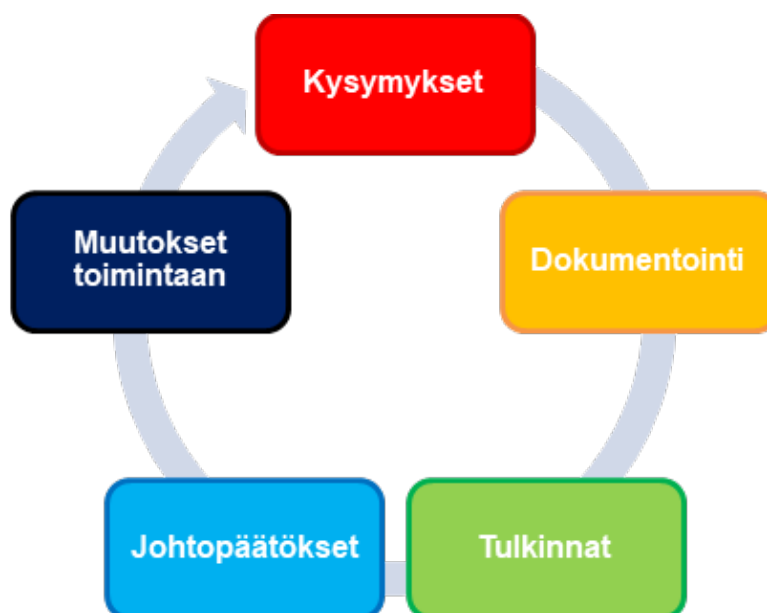 Kysymykset
Dokumentointi
Tulkinnat
Johtopäätökset
Muutokset
toimintaan